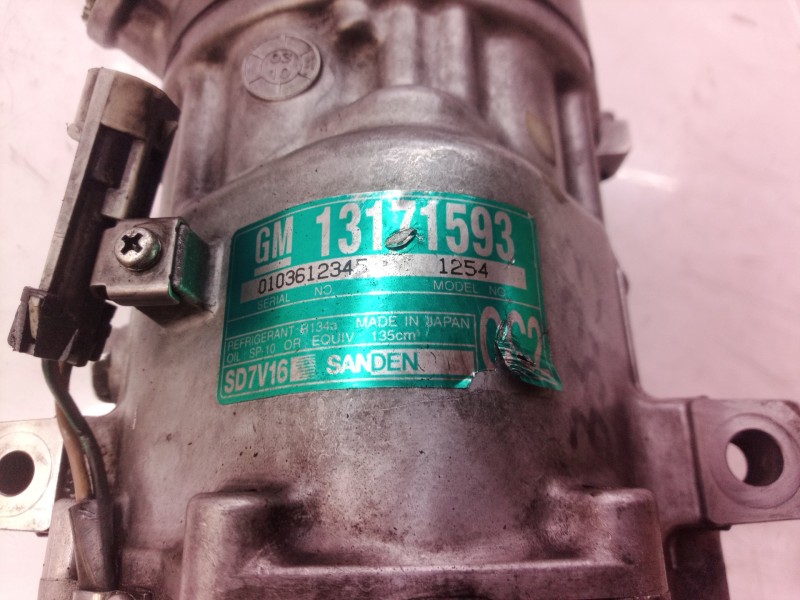 GM 13171593
0103612345 1254
SERIAL NO. MODEL NO.
REFRIGERANT R134a MADE IN JAPAN
OIL SP-10 OR EQUIV 135cm³
SD7V16 SANDEN